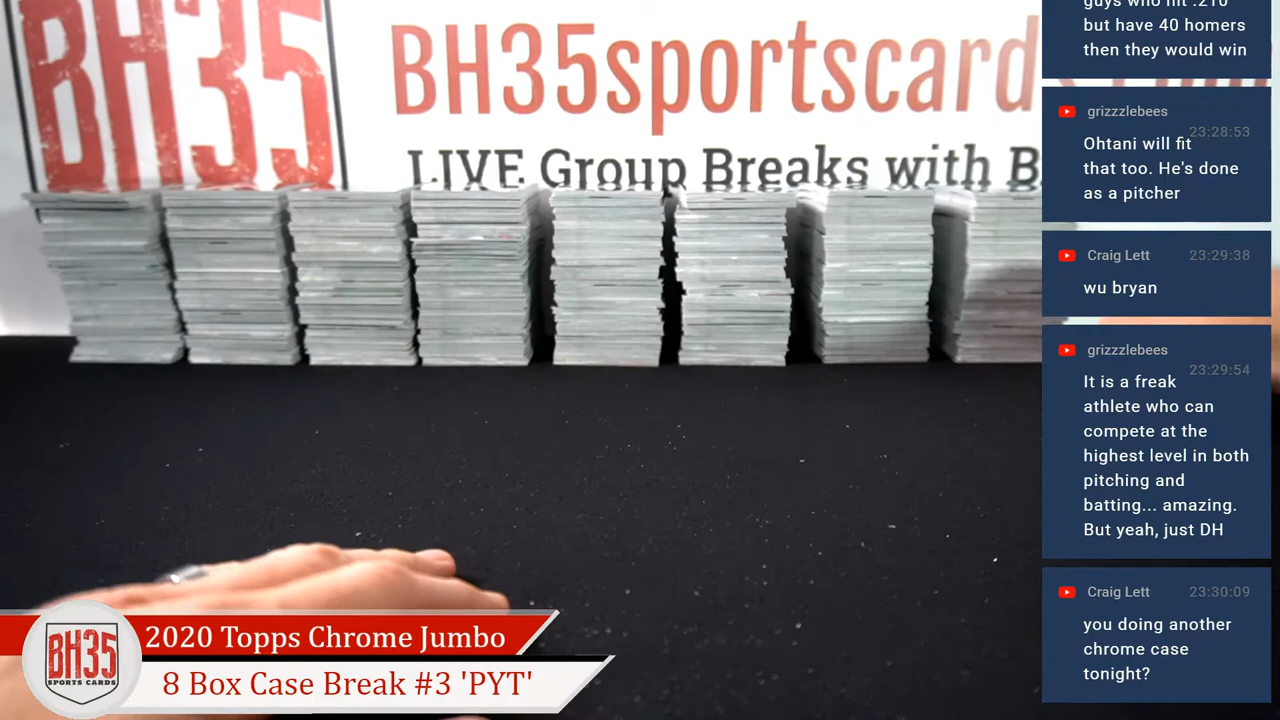 BH35
BH35sportscard
LIVE Group Breaks with B
but have 40 homers
then they would win
grizzzlebees
23:28:53
Ohtani will fit
that too. He's done
as a pitcher
Craig Lett 23:29:38
wu bryan
grizzzlebees
23:29:54
It is a freak
athlete who can
compete at the
highest level in both
pitching and
batting... amazing.
But yeah, just DH
Craig Lett 23:30:09
you doing another
chrome case
tonight?
BH35
SPORTS CARDS
2020 Topps Chrome Jumbo
8 Box Case Break #3 'PYT'